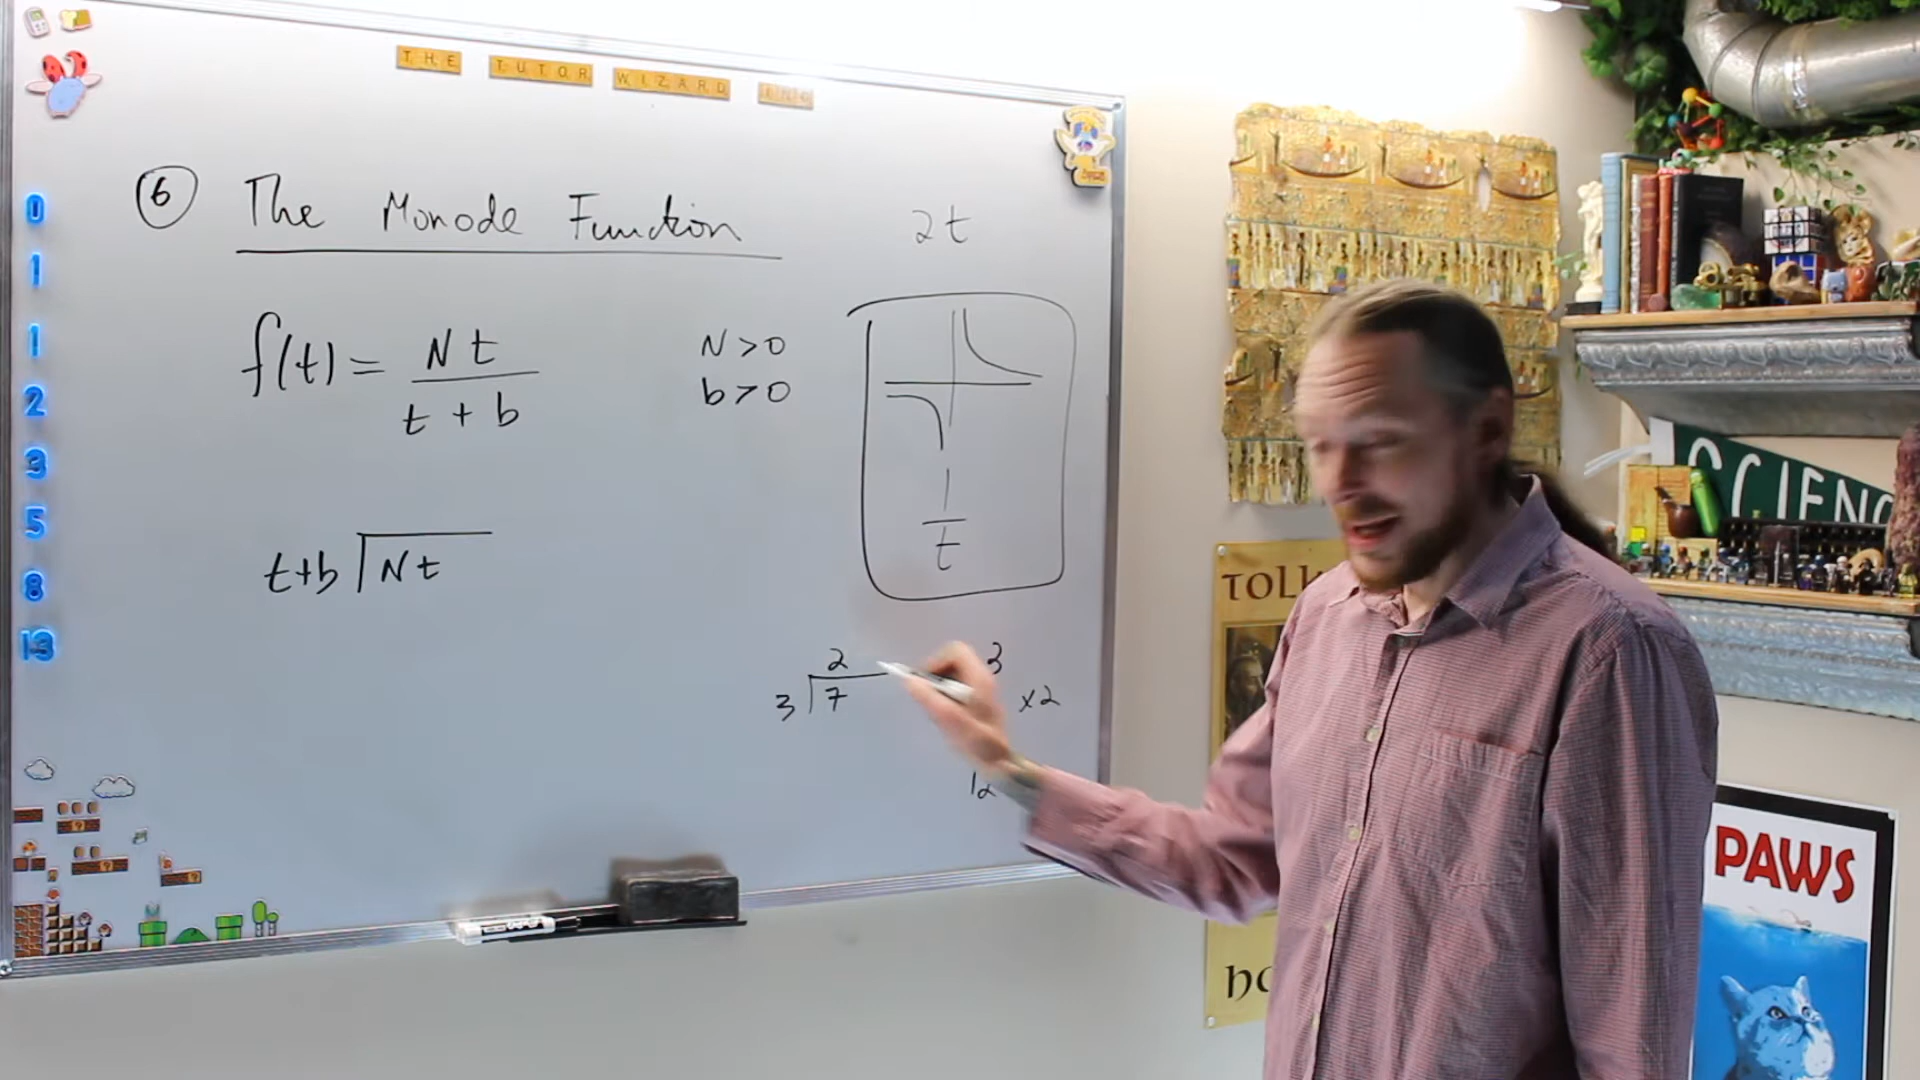 THE TUTOR WIZARD INFO
⑥ The Monode Function
2t
f(t) = Nt / t + b
N > 0
b > 0
1/t
t+b Nt
2
3 7
3
x2
12
0
1
1
2
3
5
8
13
SCIENC
TOLK
PAWS